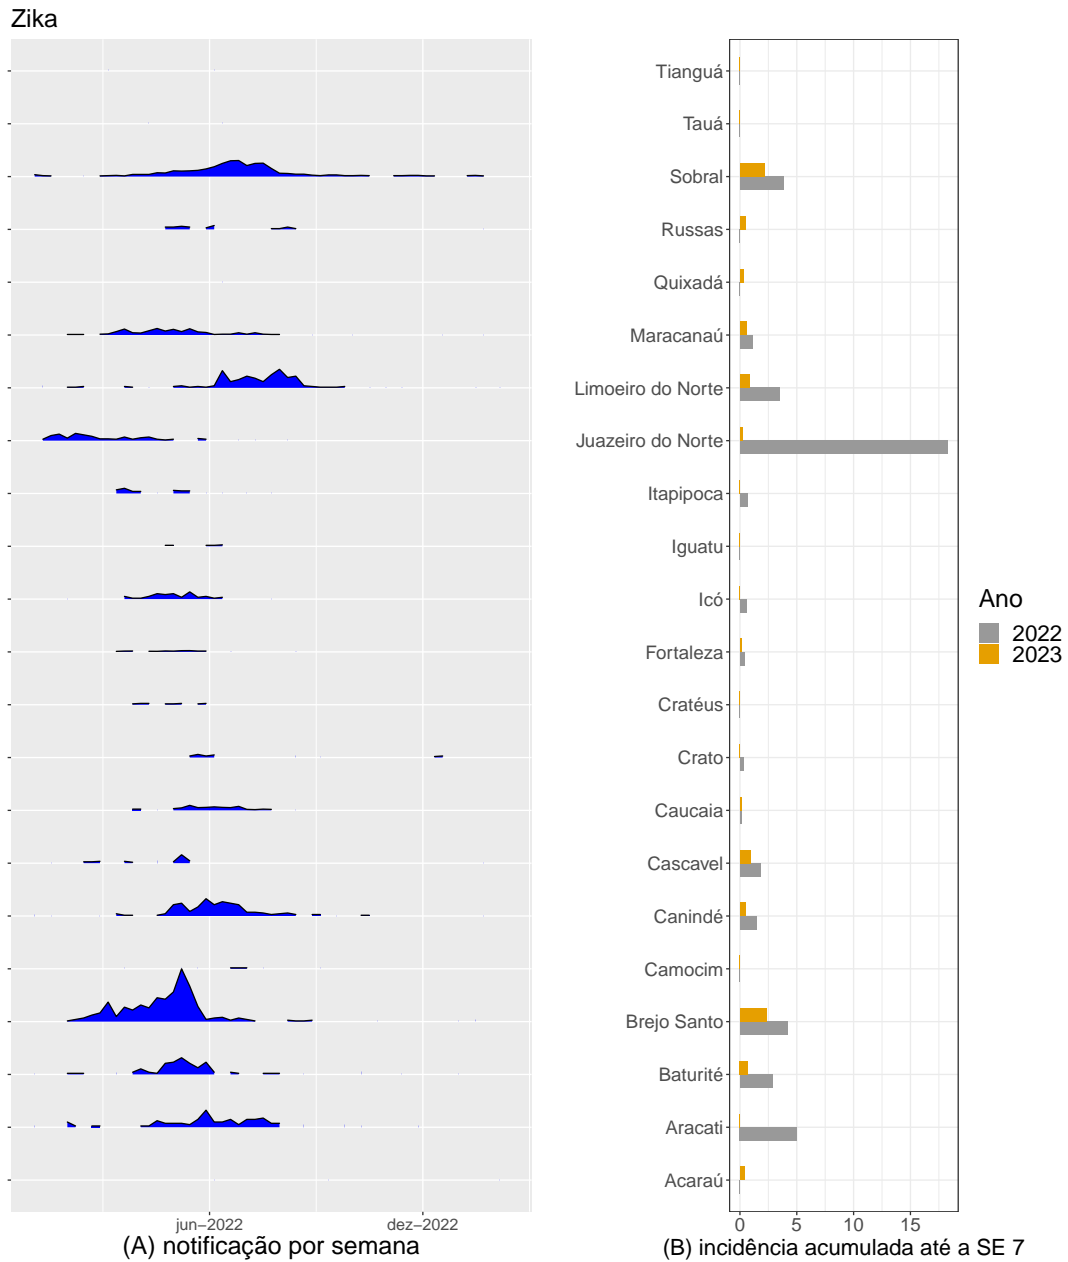 Zika
Tianguá
Tauá
Sobral
Russas
Quixadá
Maracanaú
Limoeiro do Norte
Juazeiro do Norte
Itapipoca
Iguatu
Icó
Fortaleza
Cratéus
Crato
Caucaia
Cascavel
Canindé
Camocim
Brejo Santo
Baturité
Aracati
Acaraú
Ano
2022
2023
jun−2022 dez−2022
(A) notificação por semana
0 5 10 15
(B) incidência acumulada até a SE 7